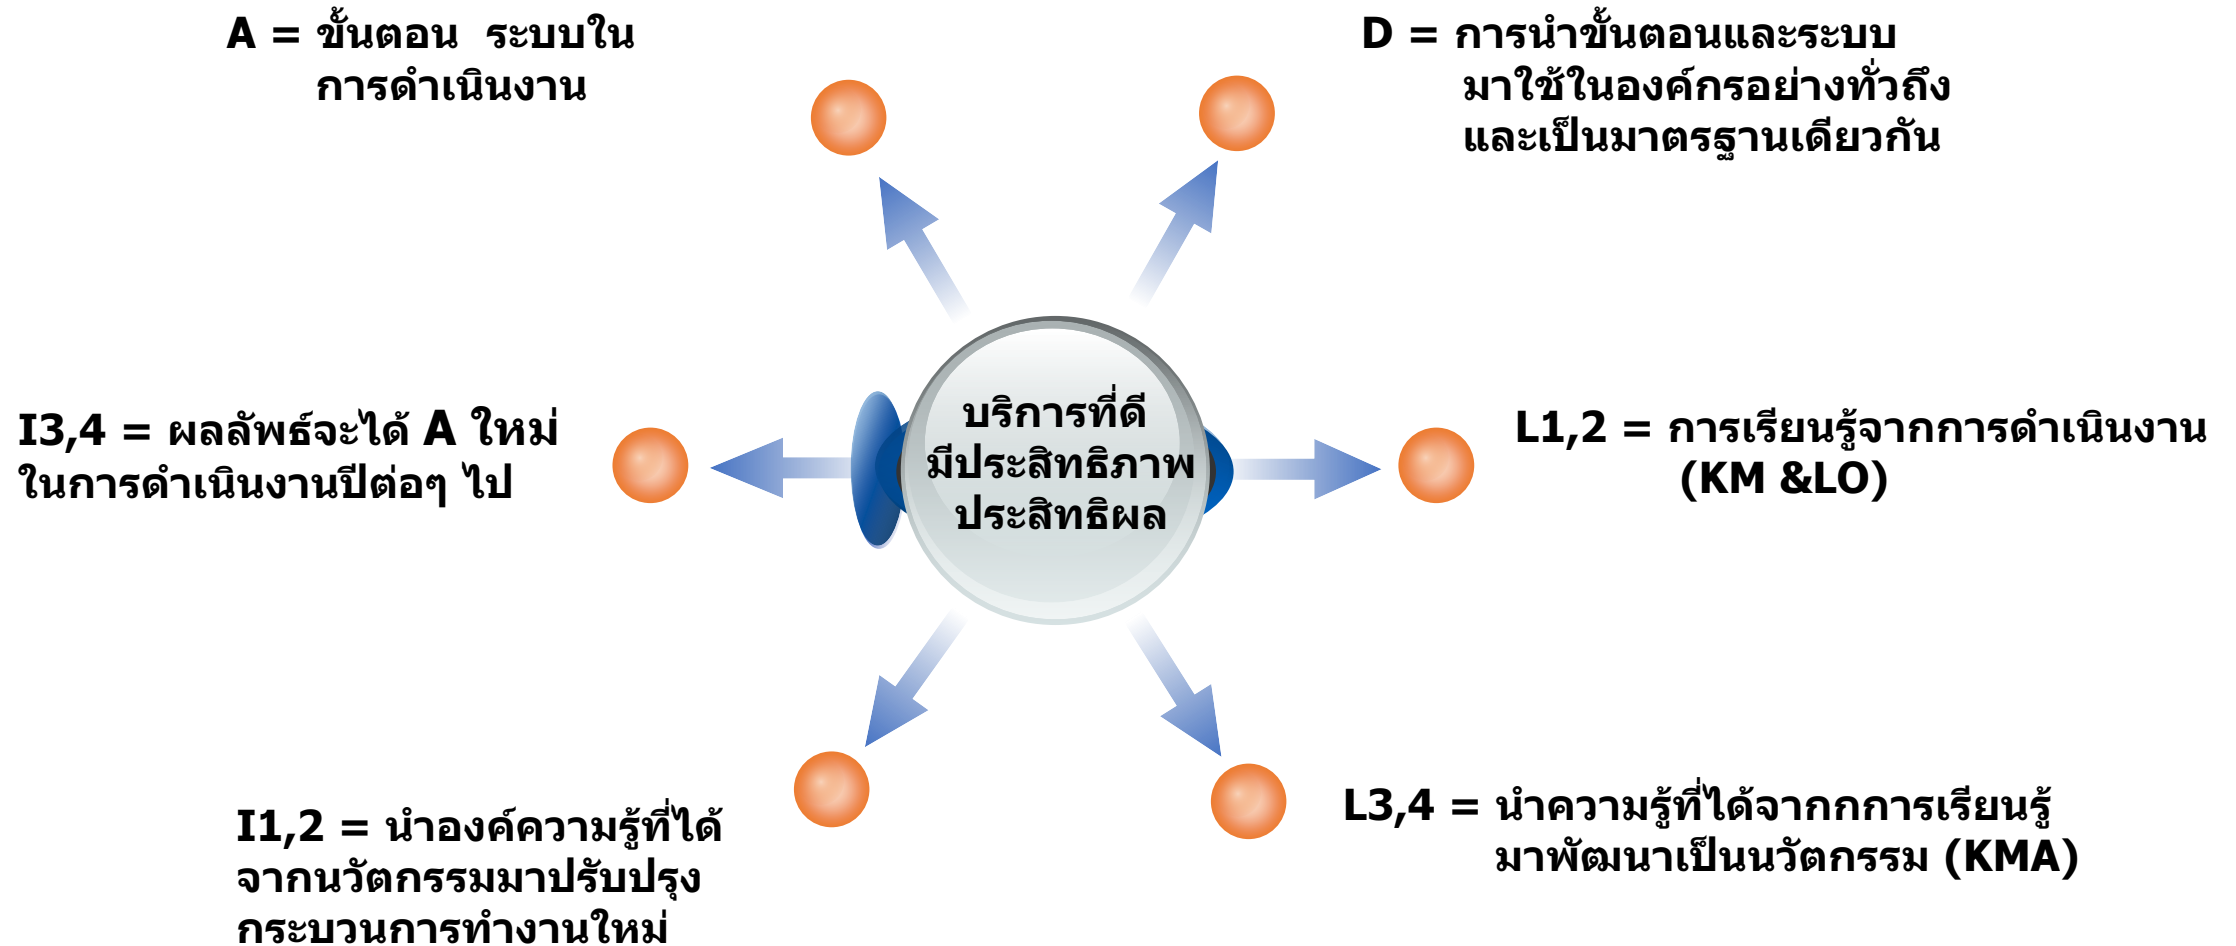 A = ขั้นตอน ระบบใน
การดำเนินงาน
D = การนำขั้นตอนและระบบ
มาใช้ในองค์กรอย่างทั่วถึง
และเป็นมาตรฐานเดียวกัน
I3,4 = ผลลัพธ์จะได้ A ใหม่
ในการดำเนินงานปีต่อๆ ไป
บริการที่ดี
มีประสิทธิภาพ
ประสิทธิผล
L1,2 = การเรียนรู้จากการดำเนินงาน
(KM &LO)
I1,2 = นำองค์ความรู้ที่ได้
จากนวัตกรรมมาปรับปรุง
กระบวนการทำงานใหม่
L3,4 = นำความรู้ที่ได้จากกการเรียนรู้
มาพัฒนาเป็นนวัตกรรม (KMA)